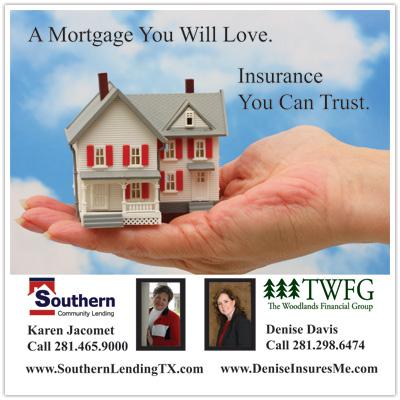 A Mortgage You Will Love.
Insurance
You Can Trust.
Southern
Community Lending
Karen Jacomet
Call 281.465.9000
www.SouthernLendingTX.com
TWFG
The Woodlands Financial Group
Denise Davis
Call 281.298.6474
www.DeniseInsuresMe.com